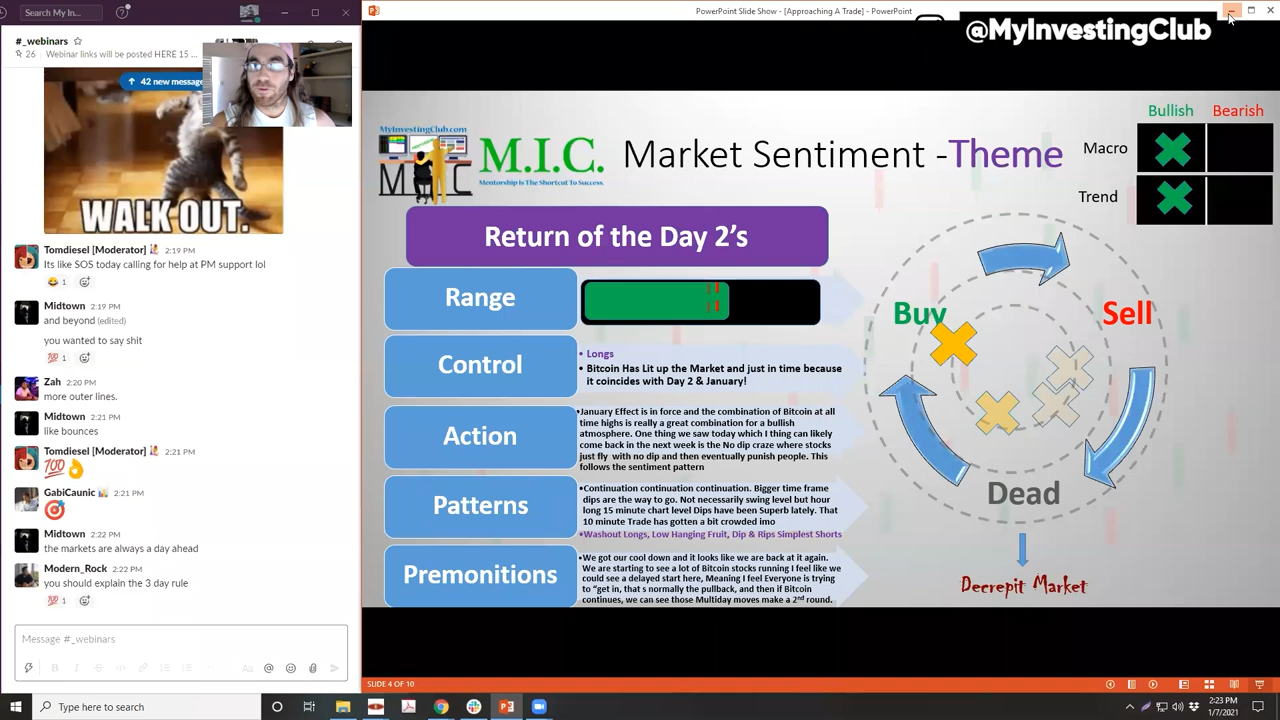 Search My In...
#_webinars
26
Webinar links will be posted HERE 15 ...
42 new message
WALK OUT.
Tomdiesel [Moderator] 2:19 PM
Its like SOS today calling for help at PM support lol
1
Midtown 2:19 PM
and beyond (edited)
you wanted to say shit
1
Zah 2:20 PM
more outer lines.
Midtown 2:21 PM
like bounces
Tomdiesel [Moderator] 2:21 PM
GabiCaunic 2:21 PM
Midtown 2:22 PM
the markets are always a day ahead
Modern_Rock 2:22 PM
you should explain the 3 day rule
1
Message #_webinars
PowerPoint Slide Show - [Approaching A Trade] - PowerPoint
@MyInvestingClub
MyInvestingClub.com
M.I.C.
Mentorship Is The Shortcut To Success.
Market Sentiment -Theme
Bullish Bearish
Macro
Trend
Return of the Day 2's
Range
Control
• Longs
• Bitcoin Has Lit up the Market and just in time because
it coincides with Day 2 & January!
Action
•January Effect is in force and the combination of Bitcoin at all
time highs is really a great combination for a bullish
atmosphere. One thing we saw today which I thing can likely
come back in the next week is the No dip craze where stocks
just fly with no dip and then eventually punish people. This
follows the sentiment pattern
Patterns
•Continuation continuation continuation. Bigger time frame
dips are the way to go. Not necessarily swing level but hour
long 15 minute chart level Dips have been Superb lately. That
10 minute Trade has gotten a bit crowded imo
•Washout Longs, Low Hanging Fruit, Dip & Rips Simplest Shorts
Premonitions
•We got our cool down and it looks like we are back at it again.
We are starting to see a lot of Bitcoin stocks running I feel like we
could see a delayed start here, Meaning I feel Everyone is trying
to "get in, that s normally the pullback, and then if Bitcoin
continues, we can see those Multiday moves make a 2nd round.
Buy
Sell
Dead
Decrepit Market
SLIDE 4 OF 10
Type here to search
2:23 PM
1/7/2021